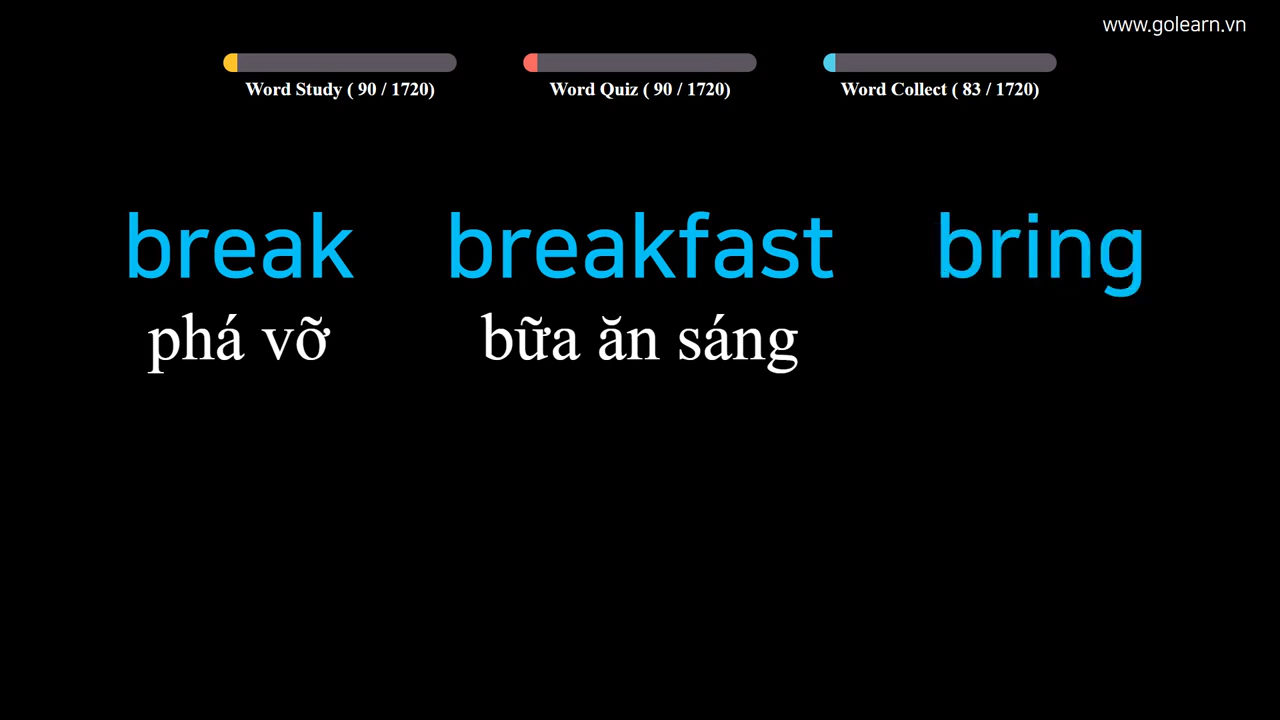 www.golearn.vn
Word Study ( 90 / 1720) Word Quiz ( 90 / 1720) Word Collect ( 83 / 1720)
break breakfast bring
phá vỡ bữa ăn sáng